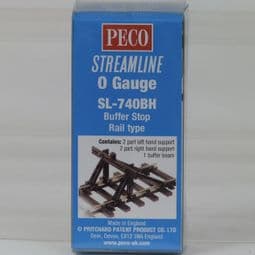 PECO
STREAMLINE
O Gauge
SL-740BH
Buffer Stop
Rail type
Contains: 2 part left hand support
2 part right hand support
1 buffer beam
Made in England
© PRITCHARD PATENT PRODUCT CO. LTD
Seaton, Devon, EX12 3NA England
www.peco-uk.com